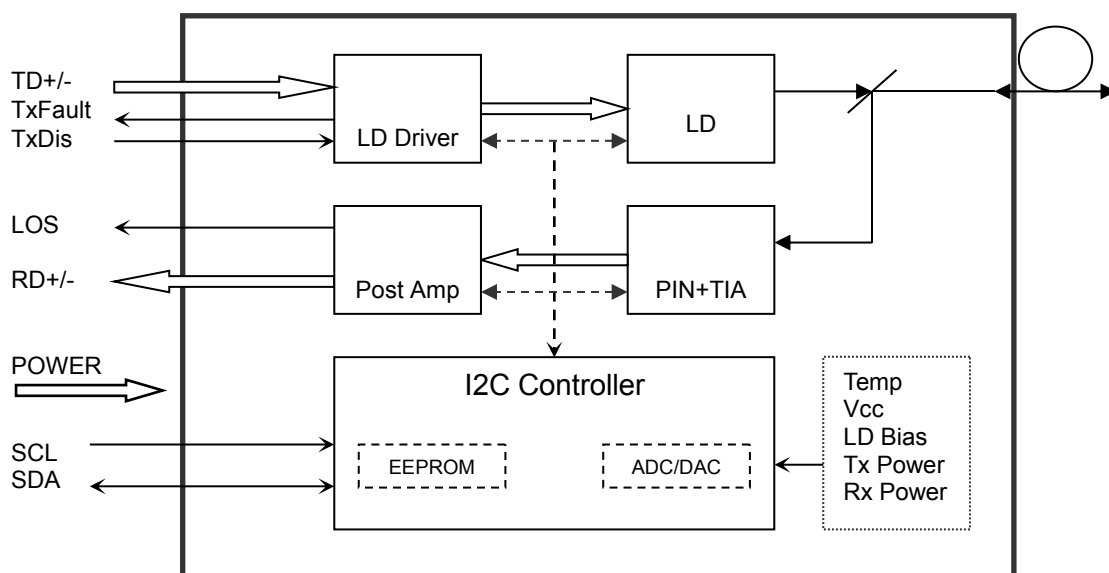 TD+/-
TxFault
TxDis
LD Driver
LD
LOS
RD+/-
Post Amp
PIN+TIA
POWER
I2C Controller
SCL
SDA
EEPROM
ADC/DAC
Temp
Vcc
LD Bias
Tx Power
Rx Power